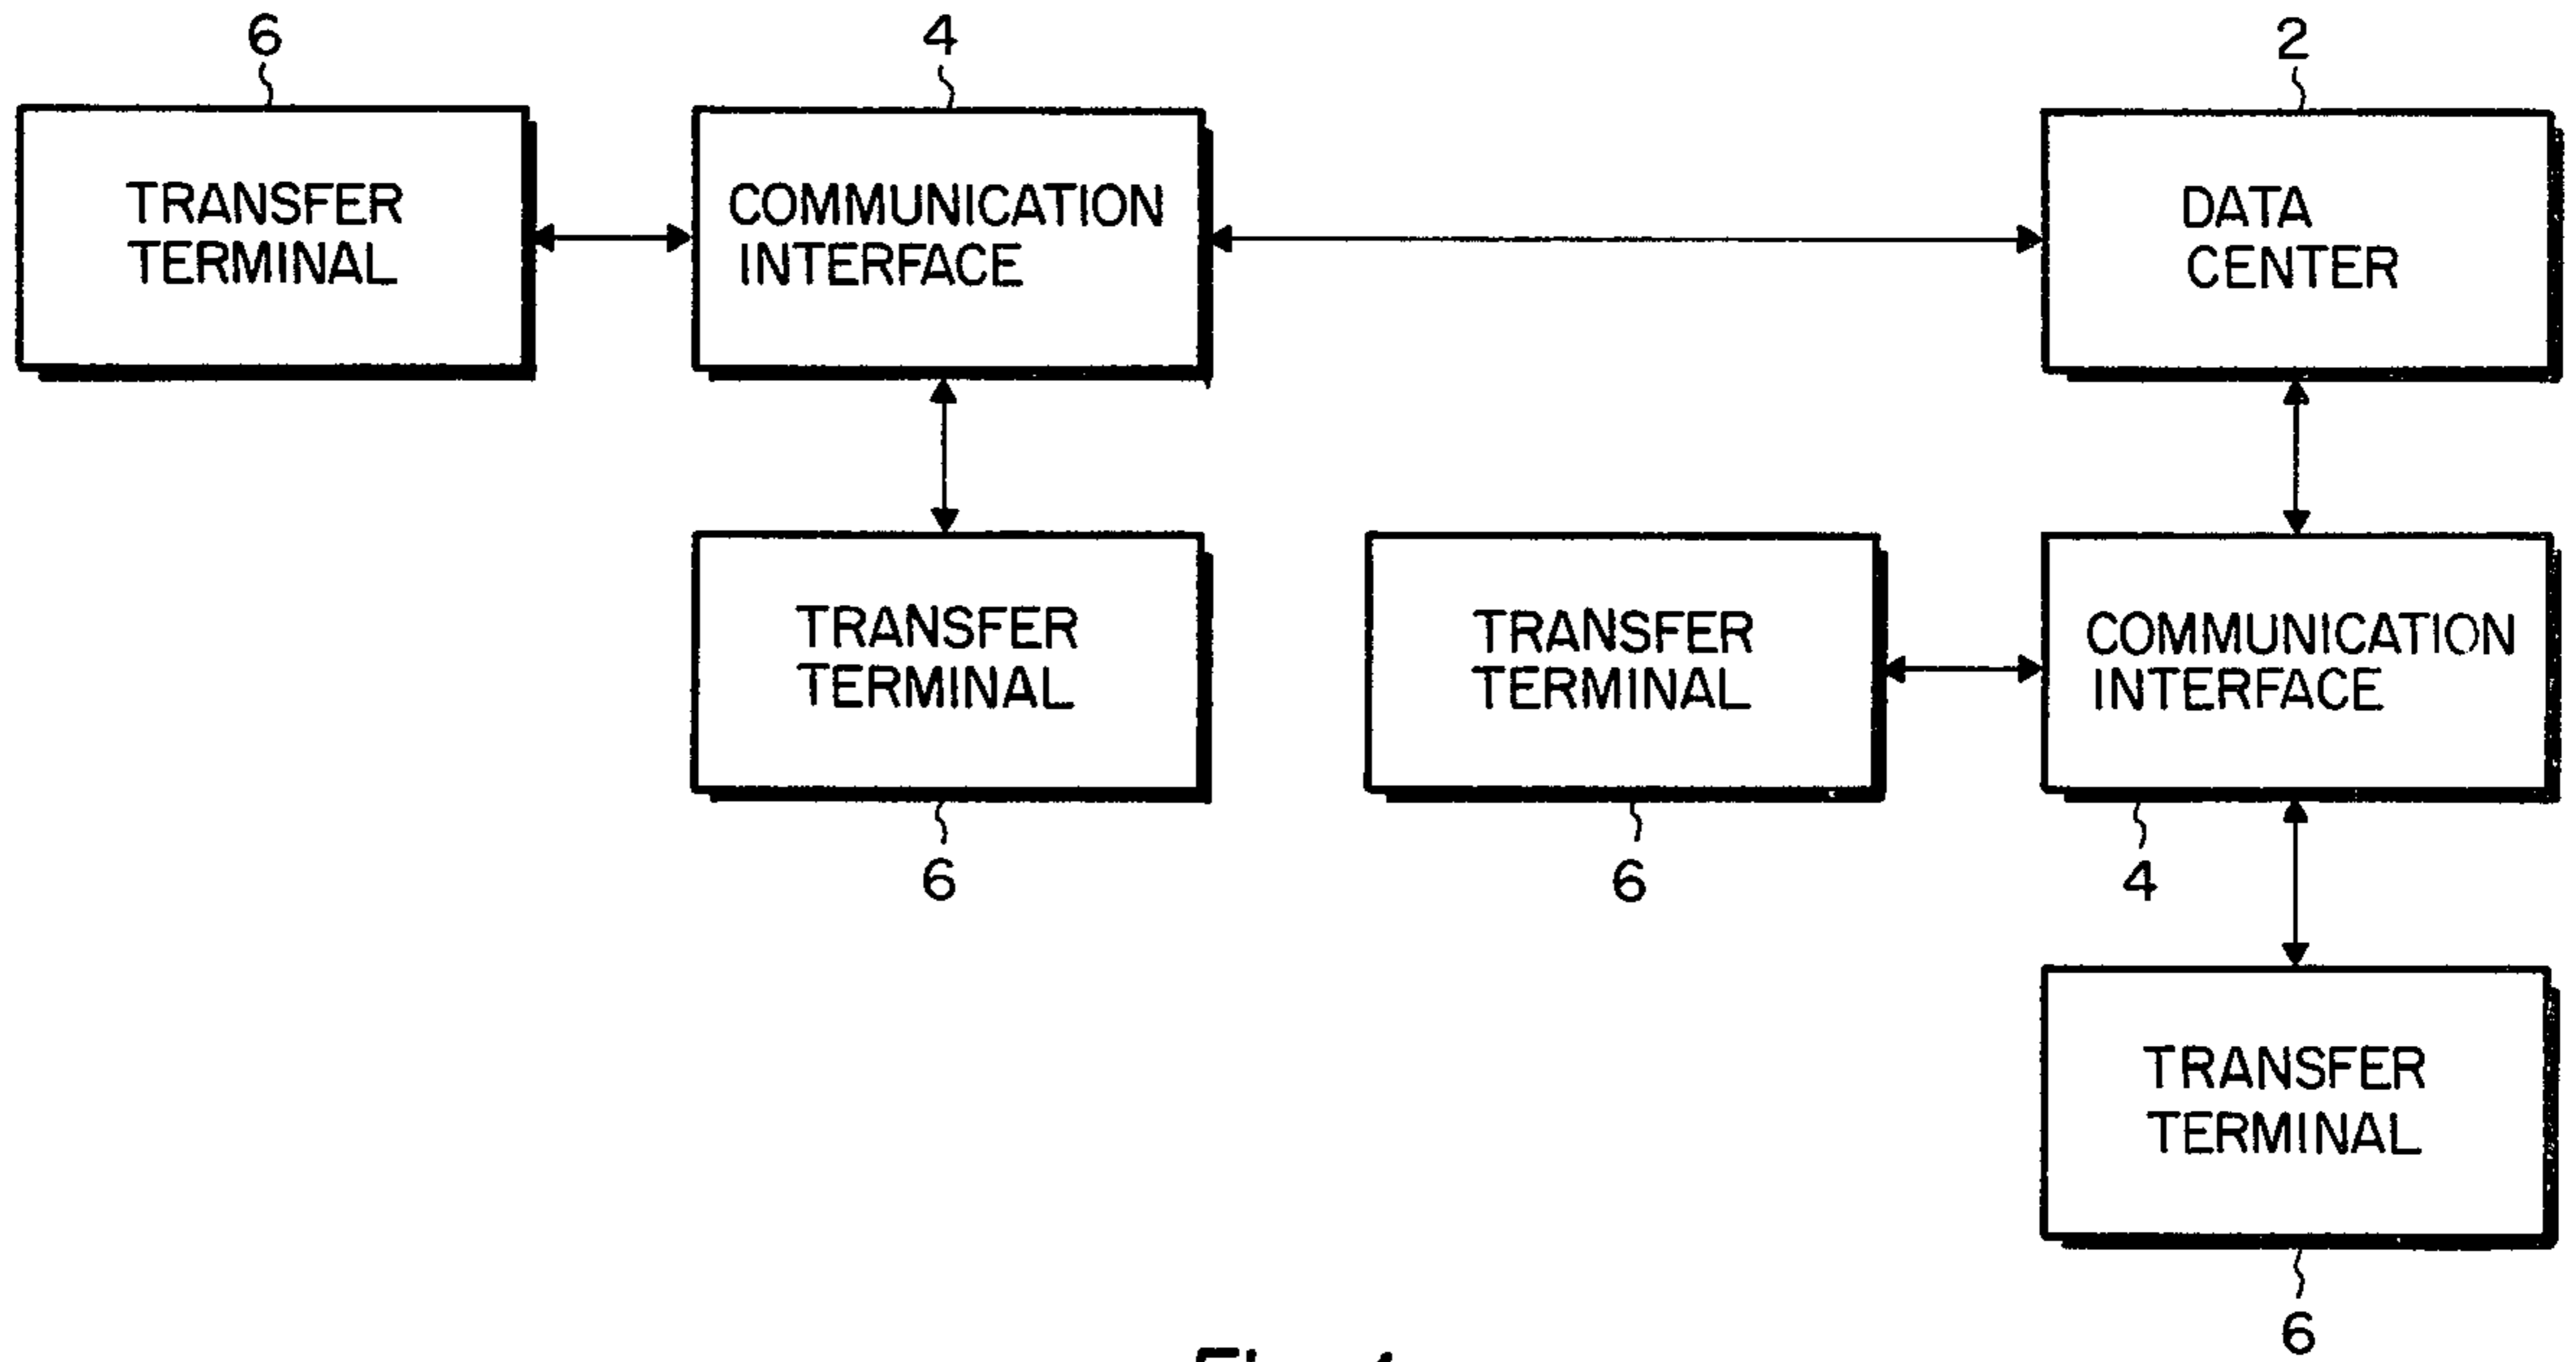 6
4
2
TRANSFER
TERMINAL
COMMUNICATION
INTERFACE
DATA
CENTER
TRANSFER
TERMINAL
TRANSFER
TERMINAL
COMMUNICATION
INTERFACE
6
6
4
TRANSFER
TERMINAL
6